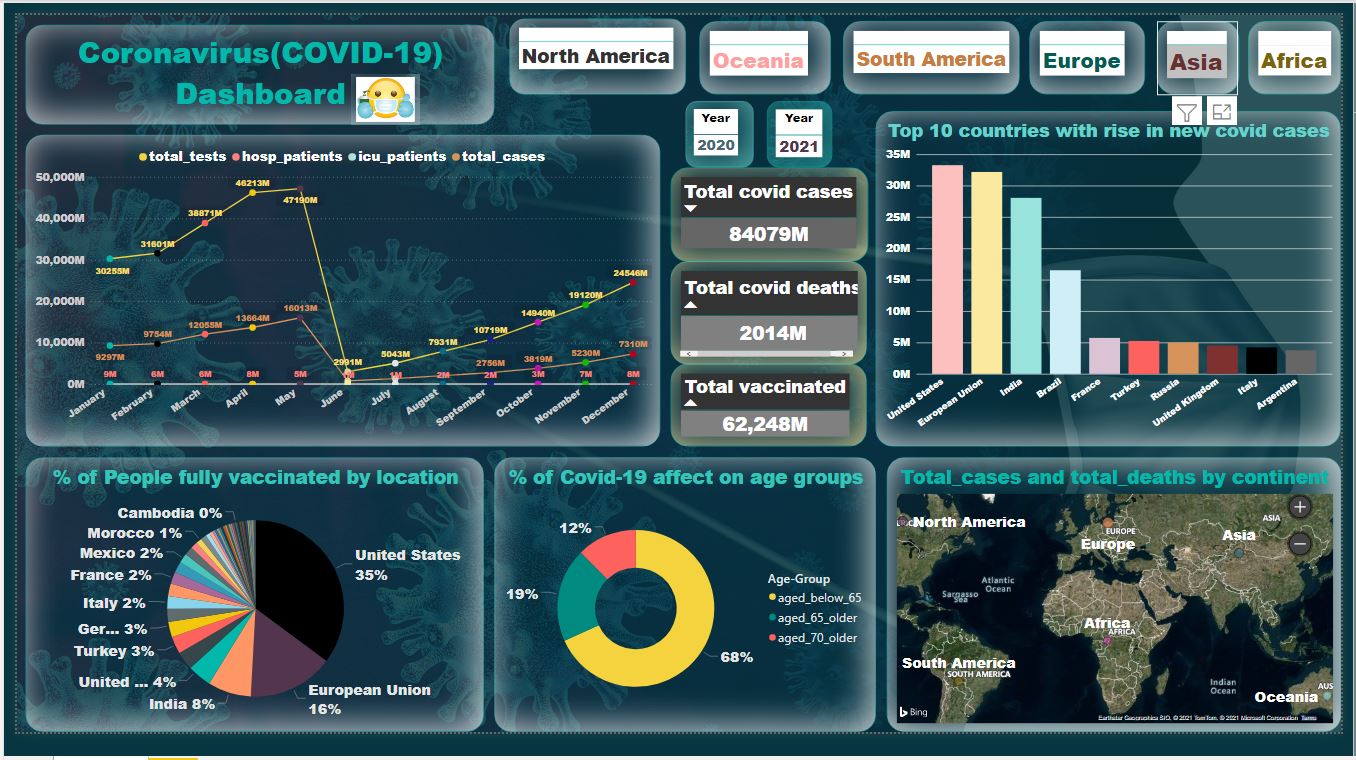 Coronavirus(COVID-19)
Dashboard
North America
Oceania
South America
Europe
Asia
Africa
Year
2020
Year
2021
total_tests hosp_patients icu_patients total_cases
50,000M
40,000M
30,000M
20,000M
10,000M
0M
30255M
31601M
38871M
46213M
47190M
2991M
5043M
7931M
10719M
14940M
19120M
24546M
9297M
9754M
12055M
13664M
16013M
2756M
3819M
5230M
7310M
9M
6M
6M
8M
5M
1M
2M
2M
3M
7M
8M
January
February
March
April
May
June
July
August
September
October
November
December
Total covid cases
84079M
Total covid deaths
2014M
Total vaccinated
62,248M
Top 10 countries with rise in new covid cases
35M
30M
25M
20M
15M
10M
5M
0M
United States
European Union
India
Brazil
France
Turkey
Russia
United Kingdom
Italy
Argentina
% of People fully vaccinated by location
Cambodia 0%
Morocco 1%
Mexico 2%
France 2%
Italy 2%
Ger... 3%
Turkey 3%
United ... 4%
India 8%
United States
35%
European Union
16%
% of Covid-19 affect on age groups
12%
19%
68%
Age-Group
aged_below_65
aged_65_older
aged_70_older
Total_cases and total_deaths by continent
North America
EUROPE
Europe
ASIA
Asia
Atlantic
Ocean
Sargasso
Sea
Africa
AFRICA
South America
SOUTH AMERICA
Indian
Ocean
AUS
Oceania
Bing
Earthstar Geographics SIO, © 2021 TomTom, © 2021 Microsoft Corporation Terms